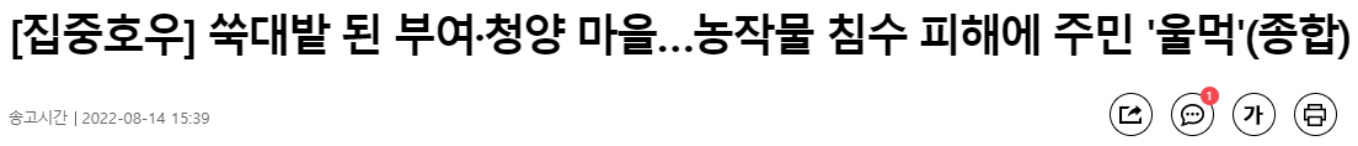 [집중호우] 쑥대밭 된 부여·청양 마을…농작물 침수 피해에 주민 '울먹'(종합)
송고시간 | 2022-08-14 15:39
1
가